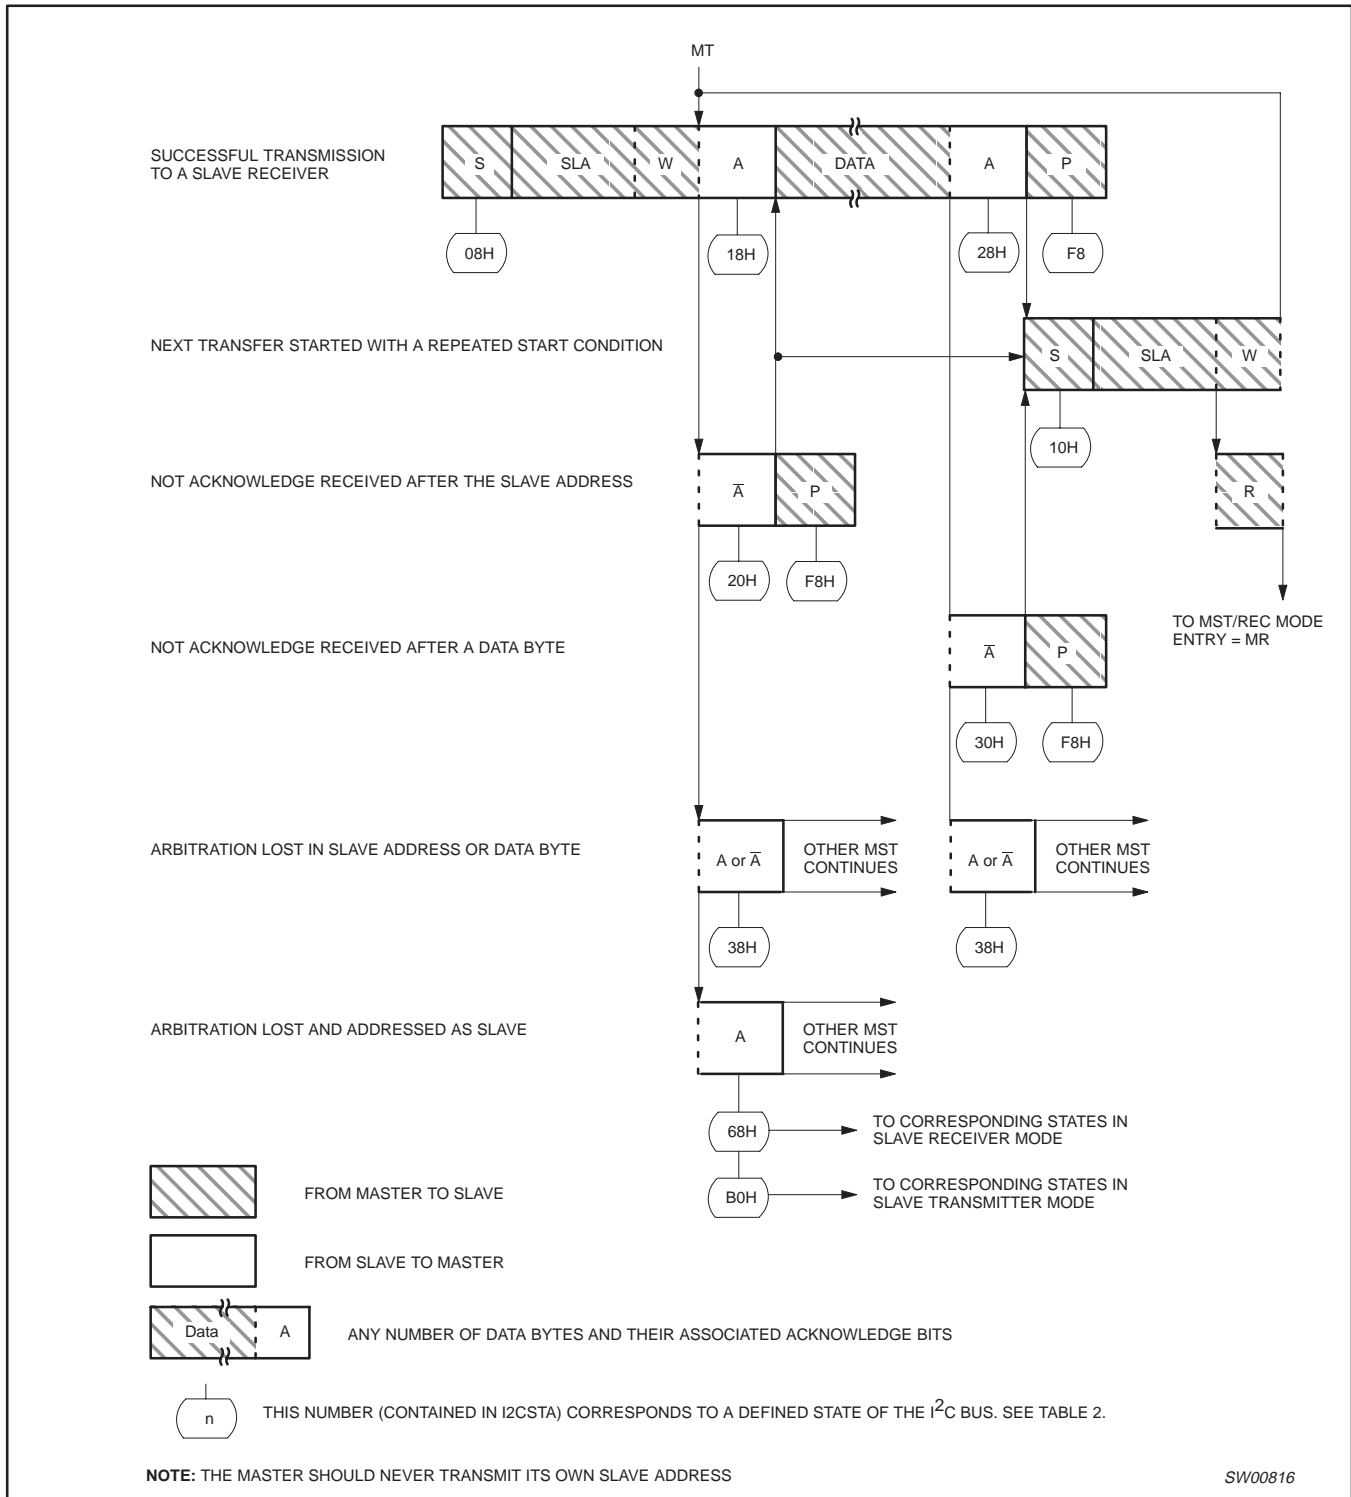 MT
SUCCESSFUL TRANSMISSION
TO A SLAVE RECEIVER
S SLA W A DATA A P
08H 18H 28H F8
NEXT TRANSFER STARTED WITH A REPEATED START CONDITION
S SLA W
10H
NOT ACKNOWLEDGE RECEIVED AFTER THE SLAVE ADDRESS
A̅ P R
20H F8H
TO MST/REC MODE
ENTRY = MR
NOT ACKNOWLEDGE RECEIVED AFTER A DATA BYTE
A̅ P
30H F8H
ARBITRATION LOST IN SLAVE ADDRESS OR DATA BYTE
A or A̅ OTHER MST
CONTINUES
A or A̅ OTHER MST
CONTINUES
38H 38H
ARBITRATION LOST AND ADDRESSED AS SLAVE
A OTHER MST
CONTINUES
68H TO CORRESPONDING STATES IN
SLAVE RECEIVER MODE
B0H TO CORRESPONDING STATES IN
SLAVE TRANSMITTER MODE
FROM MASTER TO SLAVE
FROM SLAVE TO MASTER
Data A ANY NUMBER OF DATA BYTES AND THEIR ASSOCIATED ACKNOWLEDGE BITS
n THIS NUMBER (CONTAINED IN I2CSTA) CORRESPONDS TO A DEFINED STATE OF THE I²C BUS. SEE TABLE 2.
NOTE: THE MASTER SHOULD NEVER TRANSMIT ITS OWN SLAVE ADDRESS
SW00816